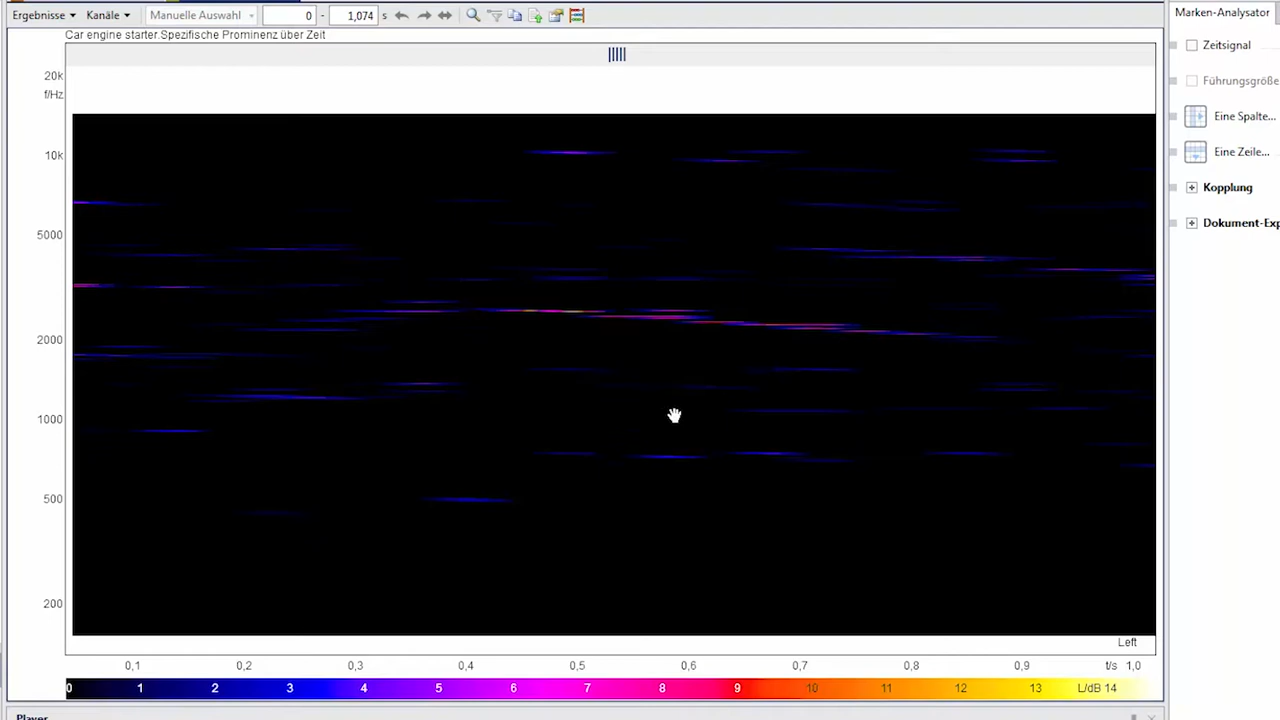 Ergebnisse Kanäle Manuelle Auswahl 0 - 1,074 s
Marken-Analysator
Car engine starter.Spezifische Prominenz über Zeit
Zeitsignal
20k
f/Hz
Führungsgröße
Eine Spalte...
10k
Eine Zeile...
Kopplung
Dokument-Exp
5000
2000
1000
500
200
Left
0,1 0,2 0,3 0,4 0,5 0,6 0,7 0,8 0,9 f/s 1,0
0 1 2 3 4 5 6 7 8 9 10 11 12 13 L/dB 14
Player